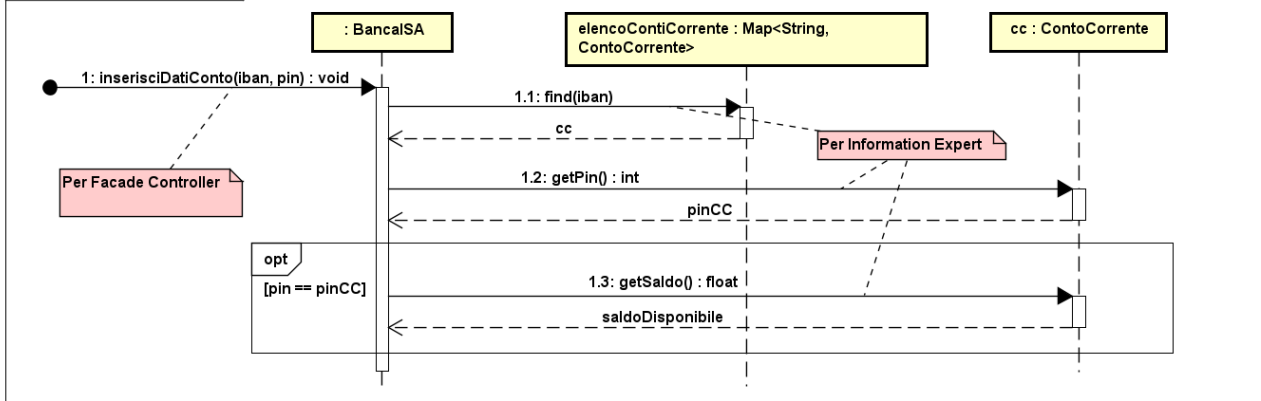 : BancaISA
elencoContiCorrente : Map<String,
ContoCorrente>
cc : ContoCorrente
1: inserisciDatiConto(iban, pin) : void
1.1: find(iban)
cc
Per Information Expert
Per Facade Controller
1.2: getPin() : int
pinCC
opt
[pin == pinCC]
1.3: getSaldo() : float
saldoDisponibile